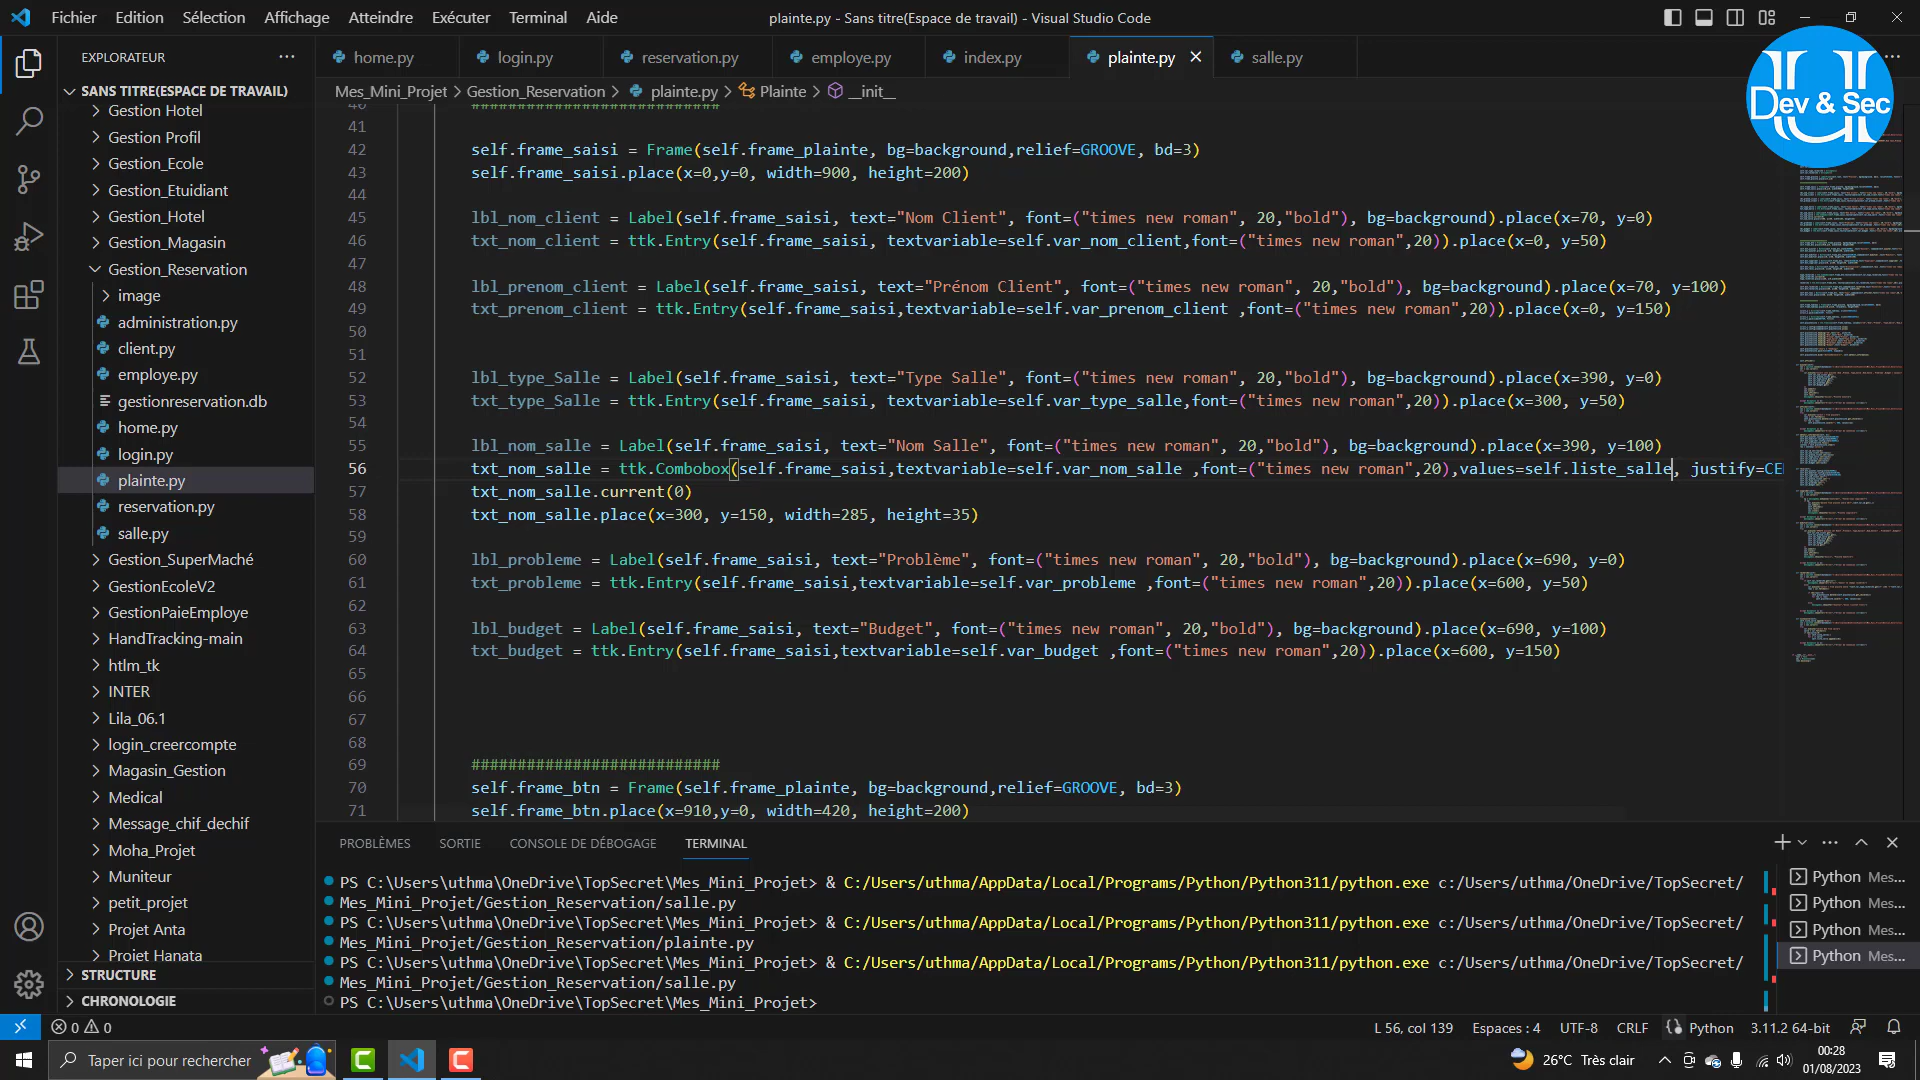 Fichier Edition Sélection Affichage Atteindre Exécuter Terminal Aide
plainte.py - Sans titre(Espace de travail) - Visual Studio Code
Dev & Sec
EXPLORATEUR
SANS TITRE(ESPACE DE TRAVAIL)
Gestion Hotel
Gestion Profil
Gestion_Ecole
Gestion_Etuidiant
Gestion_Hotel
Gestion_Magasin
Gestion_Reservation
image
administration.py
client.py
employe.py
gestionreservation.db
home.py
login.py
plainte.py
reservation.py
salle.py
Gestion_SuperMaché
GestionEcoleV2
GestionPaieEmploye
HandTracking-main
htlm_tk
INTER
Lila_06.1
login_creercompte
Magasin_Gestion
Medical
Message_chif_dechif
Moha_Projet
Muniteur
petit_projet
Projet Anta
Projet Hanata
STRUCTURE
CHRONOLOGIE
home.py login.py reservation.py employe.py index.py plainte.py salle.py
Mes_Mini_Projet > Gestion_Reservation > plainte.py > Plainte > __init__
40 ###########################
41
42 self.frame_saisi = Frame(self.frame_plainte, bg=background,relief=GROOVE, bd=3)
43 self.frame_saisi.place(x=0,y=0, width=900, height=200)
44
45 lbl_nom_client = Label(self.frame_saisi, text="Nom Client", font=("times new roman", 20,"bold"), bg=background).place(x=70, y=0)
46 txt_nom_client = ttk.Entry(self.frame_saisi, textvariable=self.var_nom_client,font=("times new roman",20)).place(x=0, y=50)
47
48 lbl_prenom_client = Label(self.frame_saisi, text="Prénom Client", font=("times new roman", 20,"bold"), bg=background).place(x=70, y=100)
49 txt_prenom_client = ttk.Entry(self.frame_saisi,textvariable=self.var_prenom_client ,font=("times new roman",20)).place(x=0, y=150)
50
51
52 lbl_type_Salle = Label(self.frame_saisi, text="Type Salle", font=("times new roman", 20,"bold"), bg=background).place(x=390, y=0)
53 txt_type_Salle = ttk.Entry(self.frame_saisi, textvariable=self.var_type_salle,font=("times new roman",20)).place(x=300, y=50)
54
55 lbl_nom_salle = Label(self.frame_saisi, text="Nom Salle", font=("times new roman", 20,"bold"), bg=background).place(x=390, y=100)
56 txt_nom_salle = ttk.Combobox(self.frame_saisi,textvariable=self.var_nom_salle ,font=("times new roman",20),values=self.liste_salle, justify=CE
57 txt_nom_salle.current(0)
58 txt_nom_salle.place(x=300, y=150, width=285, height=35)
59
60 lbl_probleme = Label(self.frame_saisi, text="Problème", font=("times new roman", 20,"bold"), bg=background).place(x=690, y=0)
61 txt_probleme = ttk.Entry(self.frame_saisi,textvariable=self.var_probleme ,font=("times new roman",20)).place(x=600, y=50)
62
63 lbl_budget = Label(self.frame_saisi, text="Budget", font=("times new roman", 20,"bold"), bg=background).place(x=690, y=100)
64 txt_budget = ttk.Entry(self.frame_saisi,textvariable=self.var_budget ,font=("times new roman",20)).place(x=600, y=150)
65
66
67
68
69 ###########################
70 self.frame_btn = Frame(self.frame_plainte, bg=background,relief=GROOVE, bd=3)
71 self.frame_btn.place(x=910,y=0, width=420, height=200)
PROBLÈMES SORTIE CONSOLE DE DÉBOGAGE TERMINAL
PS C:\Users\uthma\OneDrive\TopSecret\Mes_Mini_Projet> & C:/Users/uthma/AppData/Local/Programs/Python/Python311/python.exe c:/Users/uthma/OneDrive/TopSecret/
Mes_Mini_Projet/Gestion_Reservation/salle.py
PS C:\Users\uthma\OneDrive\TopSecret\Mes_Mini_Projet> & C:/Users/uthma/AppData/Local/Programs/Python/Python311/python.exe c:/Users/uthma/OneDrive/TopSecret/
Mes_Mini_Projet/Gestion_Reservation/plainte.py
PS C:\Users\uthma\OneDrive\TopSecret\Mes_Mini_Projet> & C:/Users/uthma/AppData/Local/Programs/Python/Python311/python.exe c:/Users/uthma/OneDrive/TopSecret/
Mes_Mini_Projet/Gestion_Reservation/salle.py
PS C:\Users\uthma\OneDrive\TopSecret\Mes_Mini_Projet>
Python Mes...
Python Mes...
Python Mes...
Python Mes...
0 0
L 56, col 139 Espaces : 4 UTF-8 CRLF Python 3.11.2 64-bit
Taper ici pour rechercher
26°C Très clair
00:28
01/08/2023